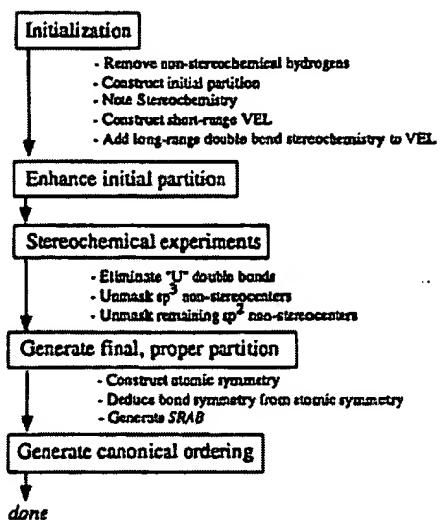 Initialization
- Remove non-stereochemical hydrogens
- Construct initial partition
- Note Stereochemistry
- Construct short-range VEL
- Add long-range double bond stereochemistry to VEL
Enhance initial partition
Stereochemical experiments
- Eliminate "U" double bonds
- Unmask sp³ non-stereocenters
- Unmask remaining sp² non-stereocenters
Generate final, proper partition
- Construct atomic symmetry
- Deduce bond symmetry from atomic symmetry
- Generate SRAB
Generate canonical ordering
done